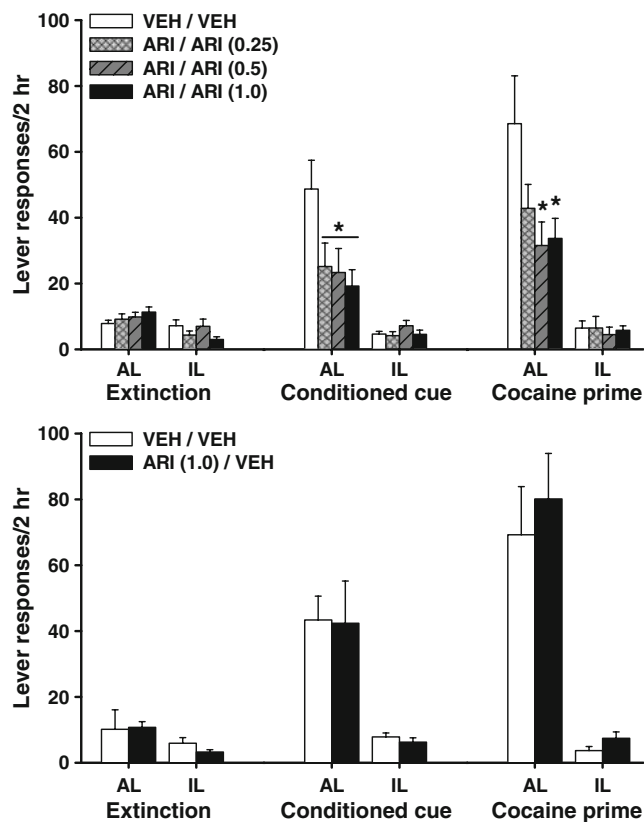 VEH / VEH
ARI / ARI (0.25)
ARI / ARI (0.5)
ARI / ARI (1.0)
Lever responses/2 hr
100
80
60
40
20
0
*
* *
AL IL AL IL AL IL
Extinction Conditioned cue Cocaine prime
VEH / VEH
ARI (1.0) / VEH
Lever responses/2 hr
100
80
60
40
20
0
AL IL AL IL AL IL
Extinction Conditioned cue Cocaine prime